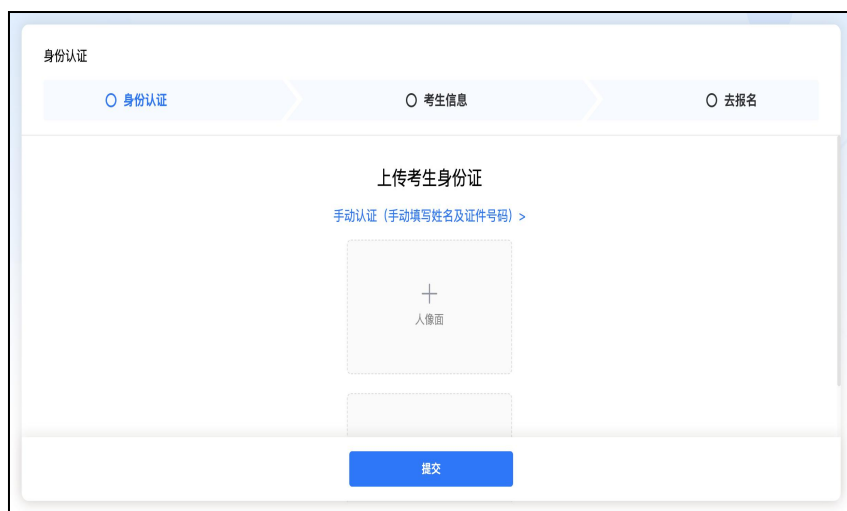 身份认证
身份认证
考生信息
去报名
上传考生身份证
手动认证（手动填写姓名及证件号码）>
人像面
提交